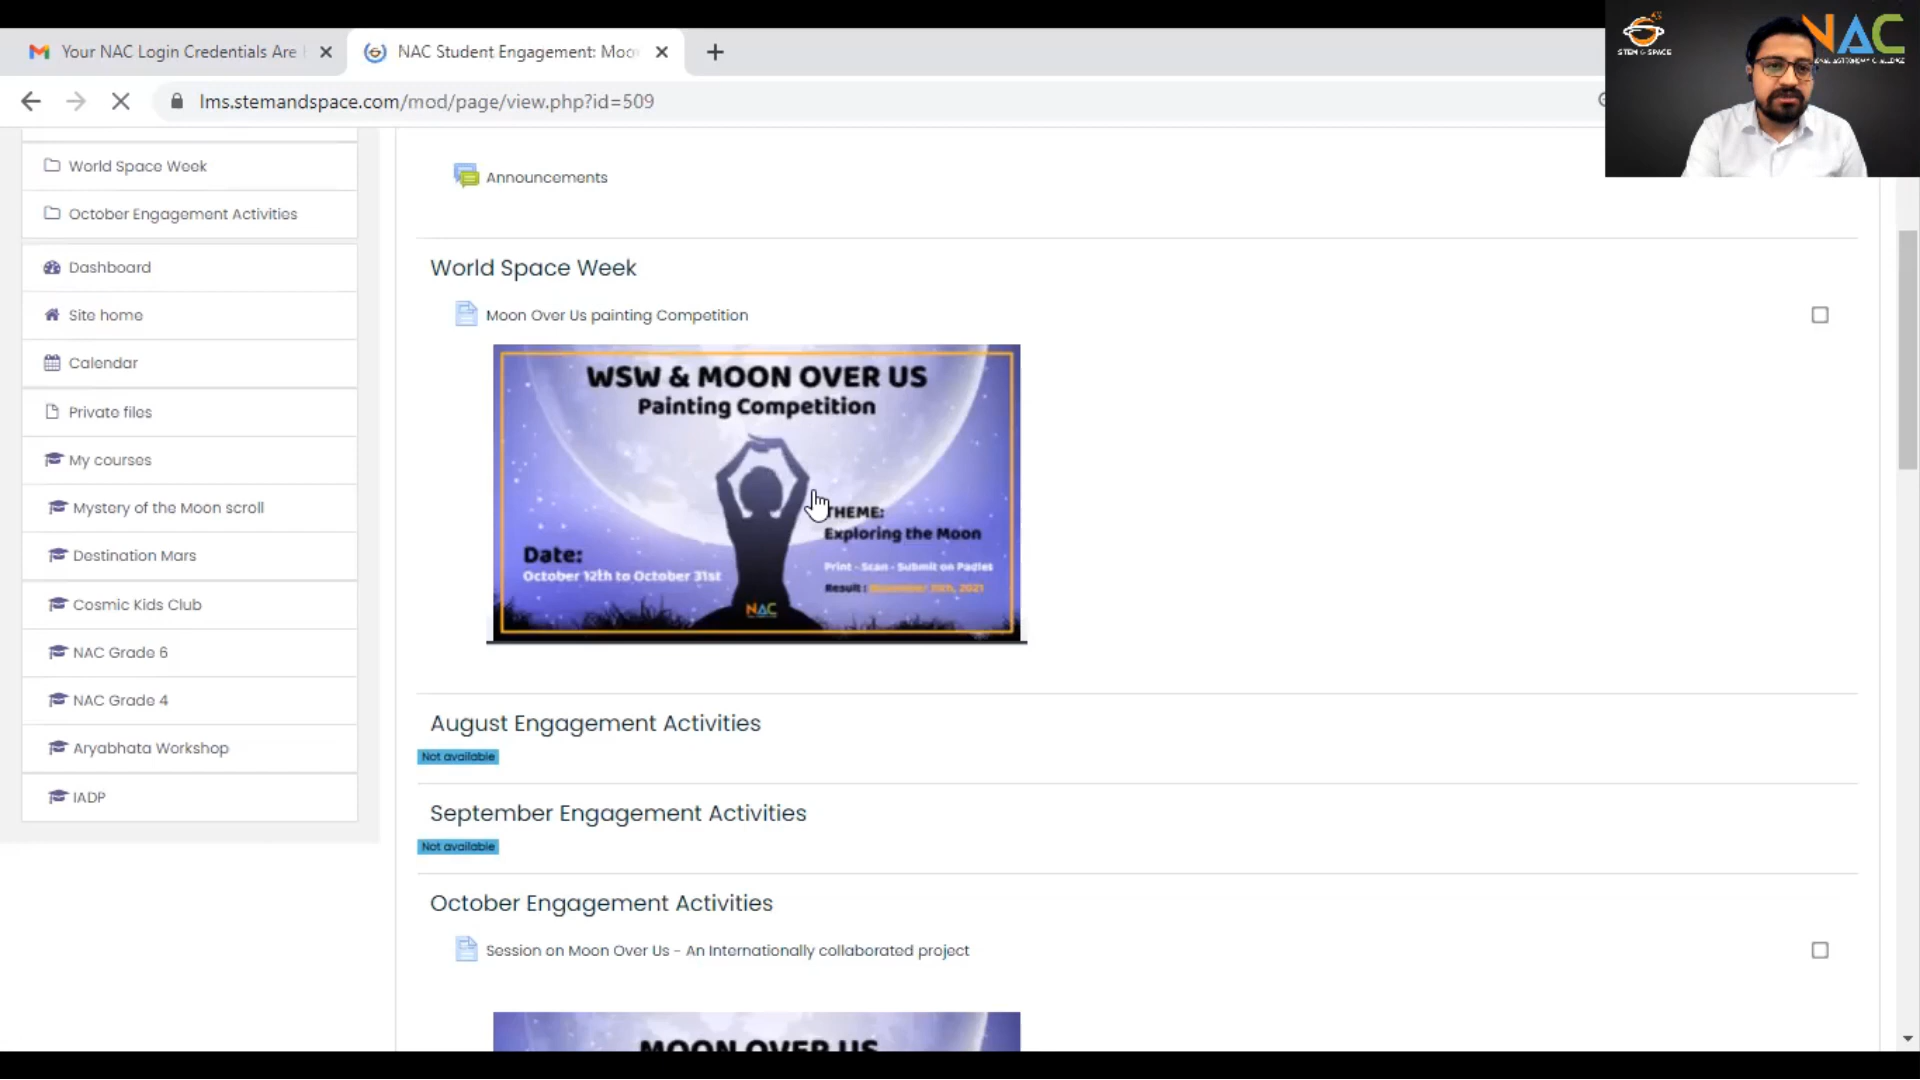 Your NAC Login Credentials Are
NAC Student Engagement: Moo
lms.stemandspace.com/mod/page/view.php?id=509
STEM & SPACE
NAC
World Space Week
October Engagement Activities
Dashboard
Site home
Calendar
Private files
My courses
Mystery of the Moon scroll
Destination Mars
Cosmic Kids Club
NAC Grade 6
NAC Grade 4
Aryabhata Workshop
IADP
Announcements
World Space Week
Moon Over Us painting Competition
WSW & MOON OVER US
Painting Competition
THEME:
Exploring the Moon
Date:
October 12th to October 31st
Print - Scan - Submit on Padles
Result :
2021
NAC
August Engagement Activities
Not available
September Engagement Activities
Not available
October Engagement Activities
Session on Moon Over Us - An Internationally collaborated project
MOON OVER US